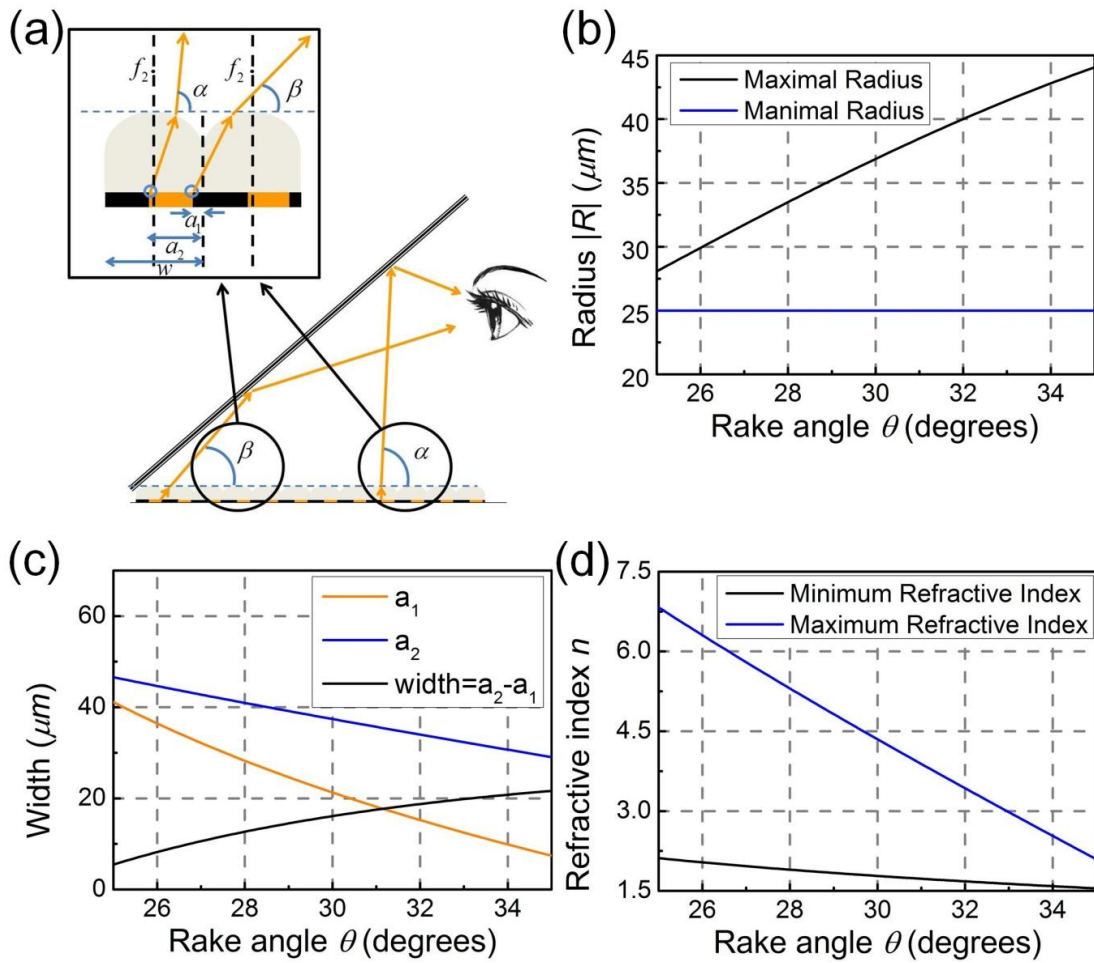 (a)
f₂
α
f₂
β
a₁
a₂
w
β
α
(b)
45
40
35
30
25
20
Radius |R| (μm)
Maximal Radius
Manimal Radius
26 28 30 32 34
Rake angle θ (degrees)
(c)
60
40
20
0
Width (μm)
a₁
a₂
width=a₂-a₁
26 28 30 32 34
Rake angle θ (degrees)
(d)
7.5
6.0
4.5
3.0
1.5
Refractive index n
Minimum Refractive Index
Maximum Refractive Index
26 28 30 32 34
Rake angle θ (degrees)